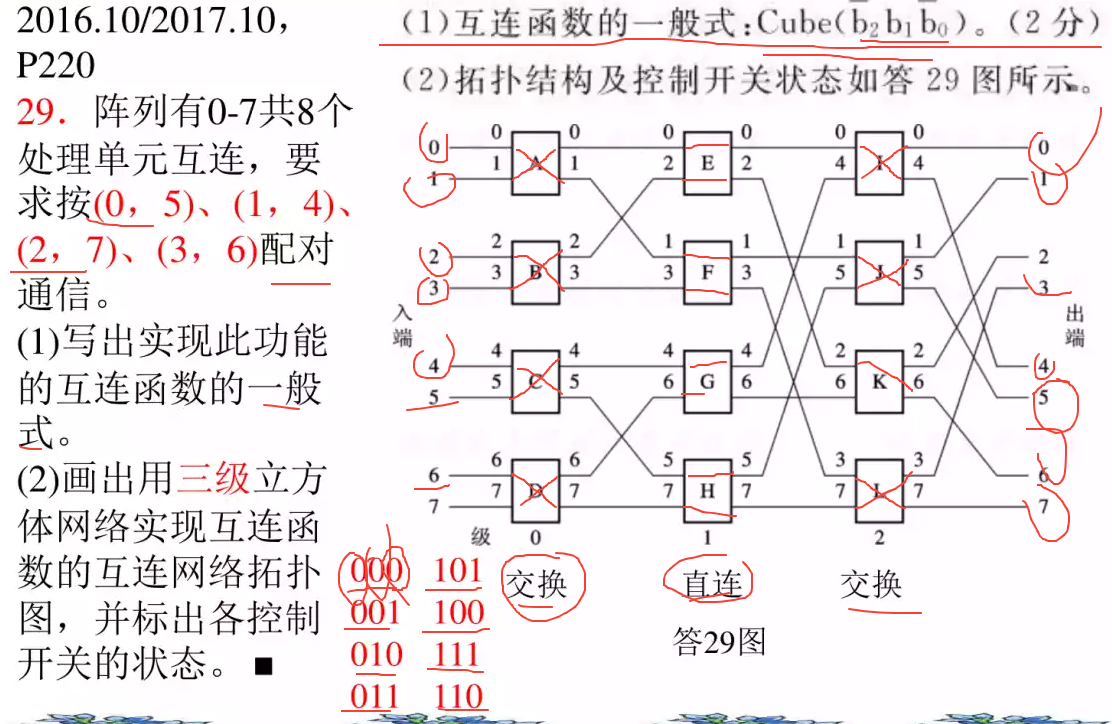 2016.10/2017.10,
P220
29．阵列有0-7共8个
处理单元互连，要
求按(0，5)、(1，4)、
(2，7)、(3，6)配对
通信。
(1)写出实现此功能
的互连函数的一般
式。
(2)画出用三级立方
体网络实现互连函
数的互连网络拓扑
图，并标出各控制
开关的状态。■
(1)互连函数的一般式:Cube(b̅₂b₁b̅₀)。(2分)
(2)拓扑结构及控制开关状态如答29图所示。
0 0 0 0 0 0 0 0
1 1 A 1 2 E 2 4 I 4 1
2 2 2 1 1 1 1 2
3 3 B 3 3 F 3 5 J 5 3
入端
出端
4 4 4 4 4 2 2 4
5 5 C 5 6 G 6 6 K 6 5
6 6 6 5 5 3 3 6
7 7 D 7 7 H 7 7 L 7 7
级 0 1 2
000 101 交换 直连 交换
001 100
010 111
011 110
答29图